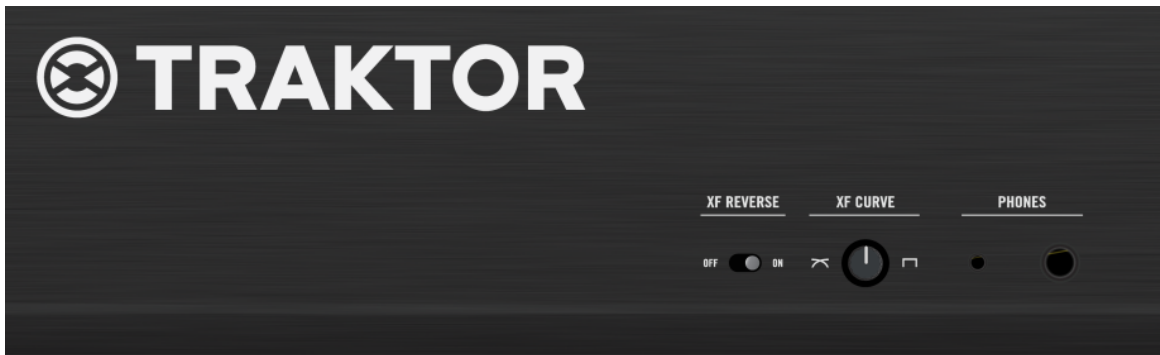 TRAKTOR
XF REVERSE XF CURVE PHONES
OFF ON